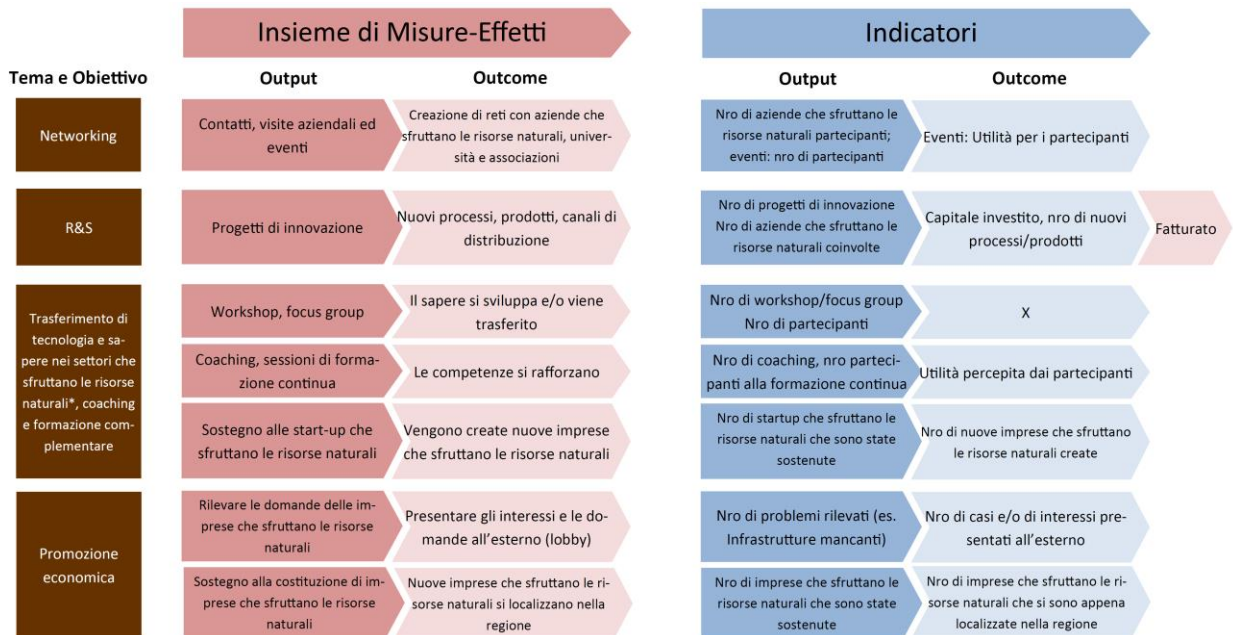 Insieme di Misure-Effetti
Indicatori
Tema e Obiettivo
Output
Outcome
Output
Outcome
Networking
Contatti, visite aziendali ed
eventi
Creazione di reti con aziende che
sfruttano le risorse naturali, univer-
sità e associazioni
Nro di aziende che sfruttano le
risorse naturali partecipanti;
eventi: nro di partecipanti
Eventi: Utilità per i partecipanti
R&S
Progetti di innovazione
Nuovi processi, prodotti, canali di
distribuzione
Nro di progetti di innovazione
Nro di aziende che sfruttano le
risorse naturali coinvolte
Capitale investito, nro di nuovi
processi/prodotti
Fatturato
Trasferimento di
tecnologia e sa-
pere nei settori che
sfruttano le risorse
naturali*, coaching
e formazione com-
plementare
Workshop, focus group
Il sapere si sviluppa e/o viene
trasferito
Nro di workshop/focus group
Nro di partecipanti
X
Coaching, sessioni di forma-
zione continua
Le competenze si rafforzano
Nro di coaching, nro parteci-
panti alla formazione continua
Utilità percepita dai partecipanti
Sostegno alle start-up che
sfruttano le risorse naturali
Vengono create nuove imprese
che sfruttano le risorse naturali
Nro di startup che sfruttano le
risorse naturali che sono state
sostenute
Nro di nuove imprese che sfruttano
le risorse naturali create
Promozione
economica
Rilevare le domande delle im-
prese che sfruttano le risorse
naturali
Presentare gli interessi e le do-
mande all'esterno (lobby)
Nro di problemi rilevati (es.
Infrastrutture mancanti)
Nro di casi e/o di interessi pre-
sentati all'esterno
Sostegno alla costituzione di im-
prese che sfruttano le risorse
naturali
Nuove imprese che sfruttano le ri-
sorse naturali si localizzano nella
regione
Nro di imprese che sfruttano le
risorse naturali che sono state
sostenute
Nro di imprese che sfruttano le ri-
sorse naturali che si sono appena
localizzate nella regione